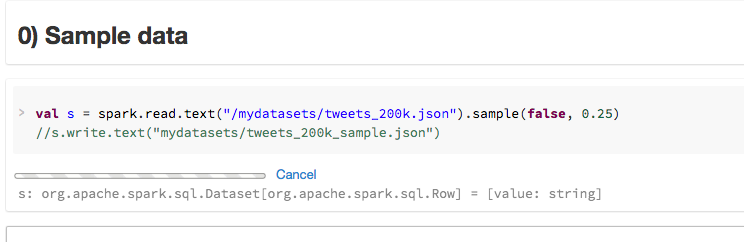 0) Sample data
> val s = spark.read.text("/mydatasets/tweets_200k.json").sample(false, 0.25)
//s.write.text("mydatasets/tweets_200k_sample.json")
Cancel
s: org.apache.spark.sql.Dataset[org.apache.spark.sql.Row] = [value: string]